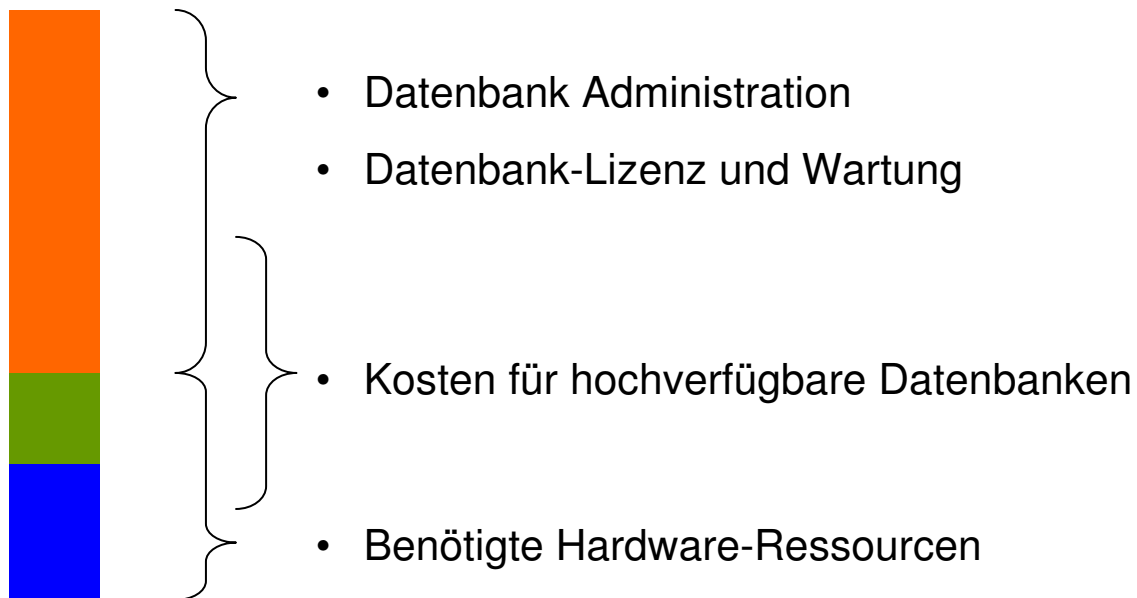 • Datenbank Administration
• Datenbank-Lizenz und Wartung
• Kosten für hochverfügbare Datenbanken
• Benötigte Hardware-Ressourcen